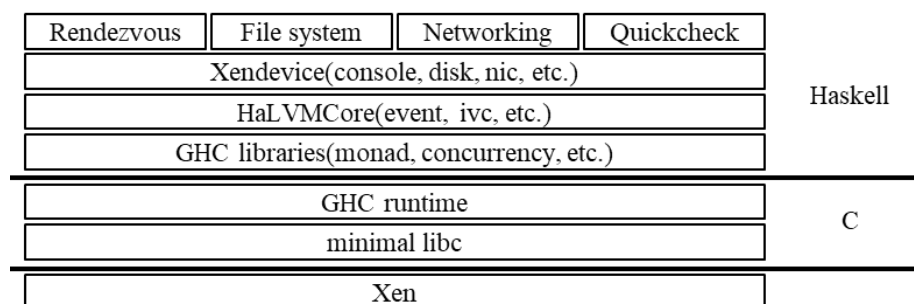 Rendezvous File system Networking Quickcheck
Xendevice(console, disk, nic, etc.)
HaLVMCore(event, ivc, etc.)
Haskell
GHC libraries(monad, concurrency, etc.)
GHC runtime
C
minimal libc
Xen